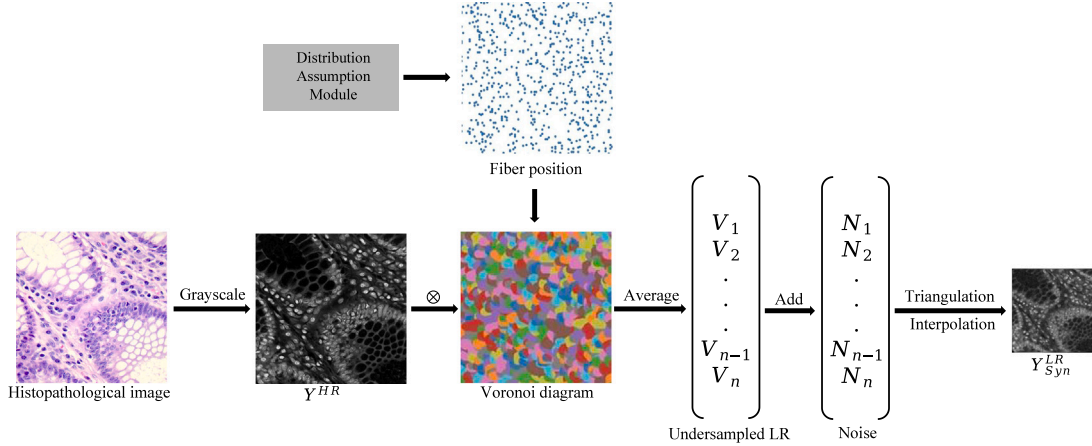 Distribution
Assumption
Module
Fiber position
Histopathological image
Grayscale
Y^{HR}
⊗
Voronoi diagram
Average
V_1
V_2
.
.
.
V_{n-1}
V_n
Undersampled LR
Add
N_1
N_2
.
.
.
N_{n-1}
N_n
Noise
Triangulation
Interpolation
Y_{Syn}^{LR}